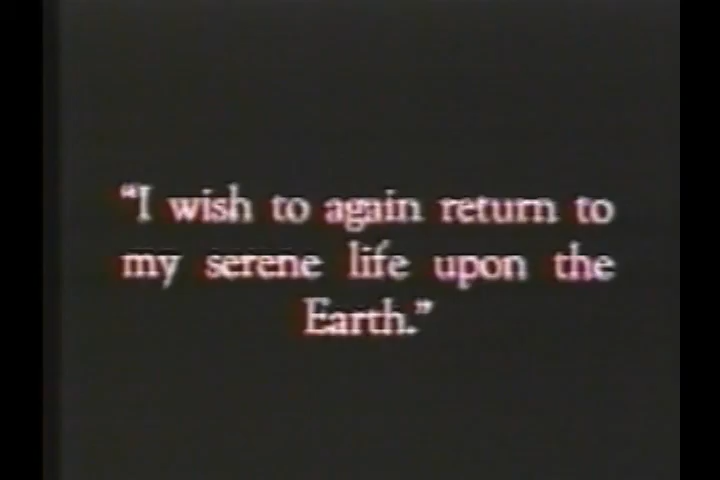 “I wish to again return to
my serene life upon the
Earth.”